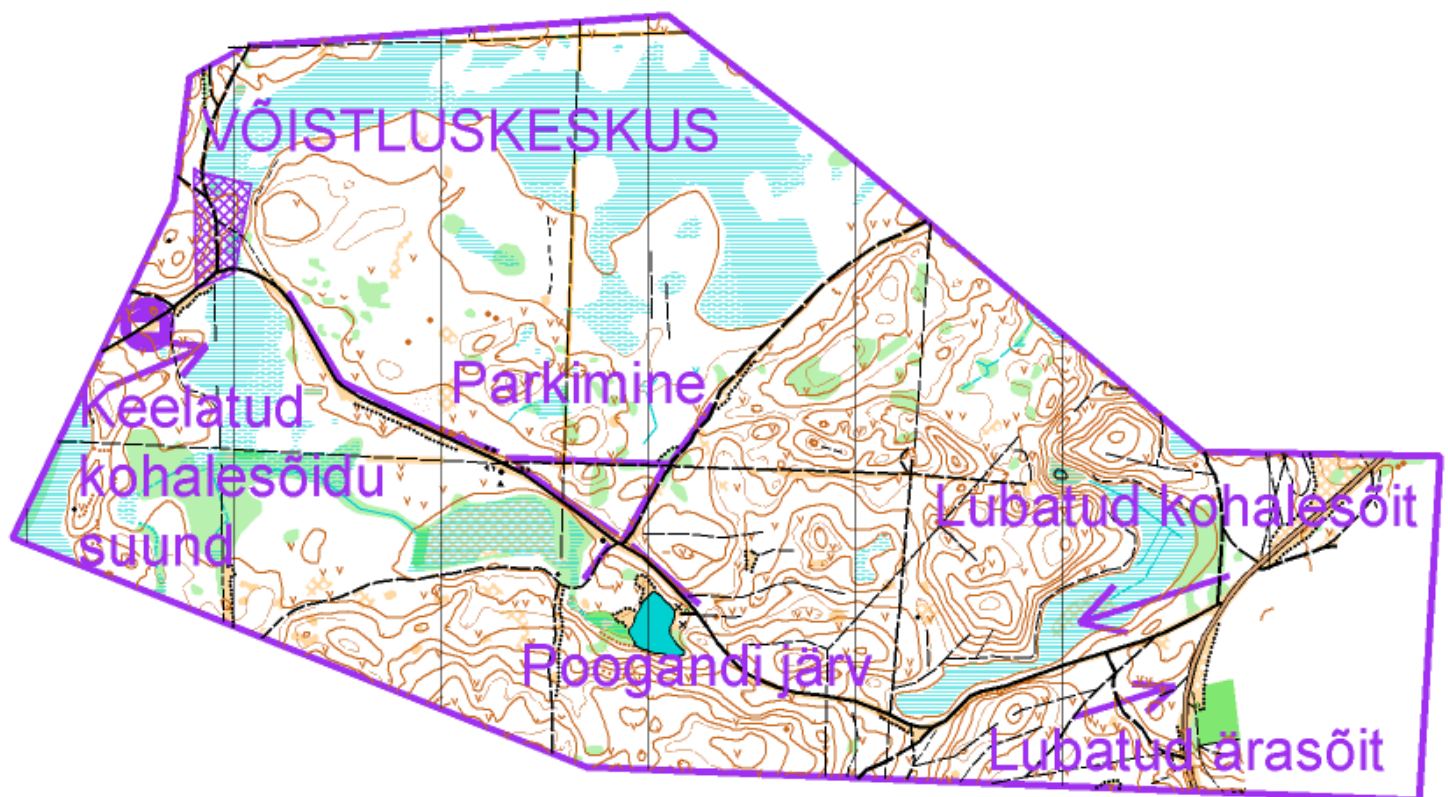 VÕISTLUSKESKUS
Parkimine
Keelatud
kohalesõidu
suund
Lubatud kohalesõit
Poogandi järv
Lubatud ärasõit